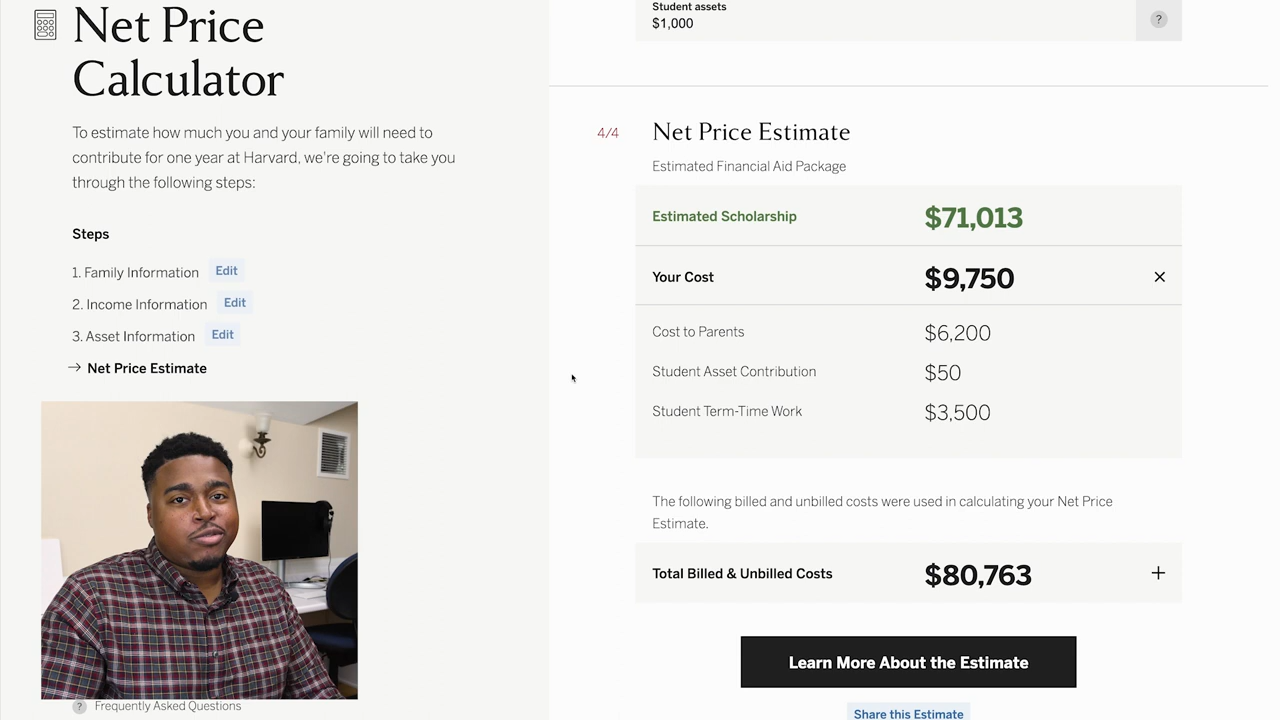 Net Price
Calculator
To estimate how much you and your family will need to
contribute for one year at Harvard, we're going to take you
through the following steps:
Steps
1. Family Information Edit
2. Income Information Edit
3. Asset Information Edit
→ Net Price Estimate
? Frequently Asked Questions
Student assets
$1,000
?
4/4 Net Price Estimate
Estimated Financial Aid Package
Estimated Scholarship $71,013
Your Cost $9,750 ×
Cost to Parents $6,200
Student Asset Contribution $50
Student Term-Time Work $3,500
The following billed and unbilled costs were used in calculating your Net Price
Estimate.
Total Billed & Unbilled Costs $80,763 +
Learn More About the Estimate
Share this Estimate